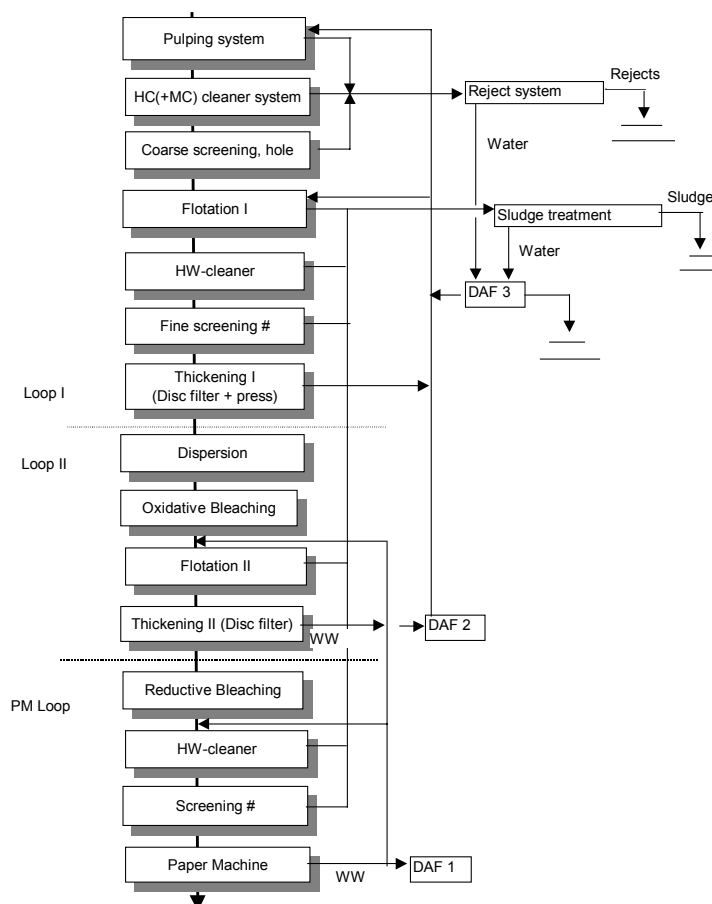 Pulping system
HC(+MC) cleaner system
Reject system
Rejects
Coarse screening, hole
Water
Flotation I
Sludge
Sludge treatment
HW-cleaner
Water
DAF 3
Fine screening #
Thickening I
(Disc filter + press)
Loop I
Loop II
Dispersion
Oxidative Bleaching
Flotation II
Thickening II (Disc filter)
WW
DAF 2
Reductive Bleaching
PM Loop
HW-cleaner
Screening #
Paper Machine
WW
DAF 1